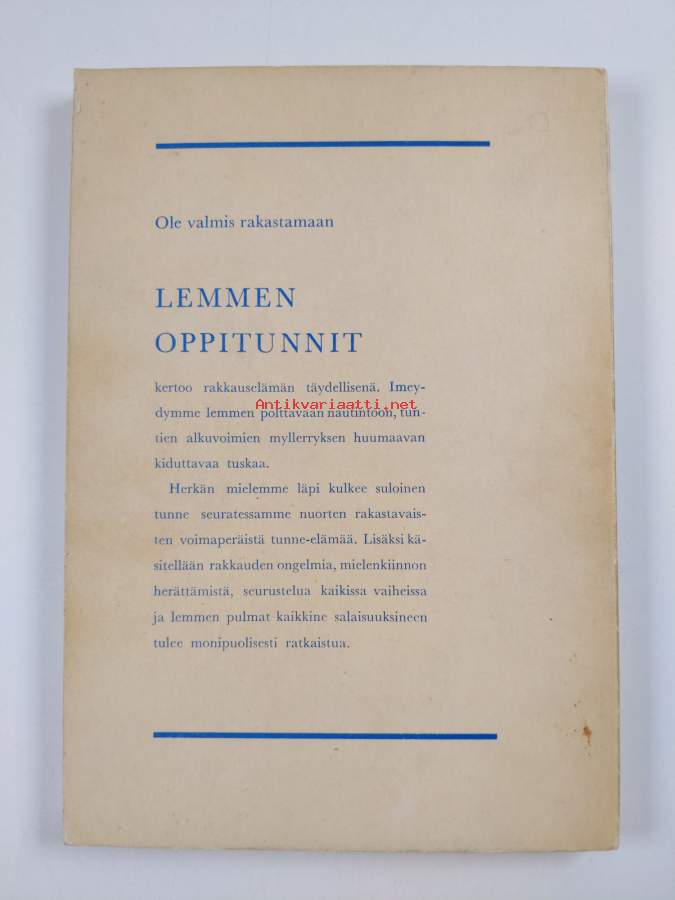 Ole valmis rakastamaan
LEMMEN
OPPITUNNIT
kertoo rakkauselämän täydellisenä. Imey-
Antikvariaatti.net
dymme lemmen polttavaan nautintoon, tun-
tien alkuvoimien myllerryksen huumaavan
kiduttavaa tuskaa.
Herkän mielemme läpi kulkee suloinen
tunne seuratessamme nuorten rakastavais-
ten voimaperäistä tunne-elämää. Lisäksi kä-
sitellään rakkauden ongelmia, mielenkiinnon
herättämistä, seurustelua kaikissa vaiheissa
ja lemmen pulmat kaikkine salaisuuksineen
tulee monipuolisesti ratkaistua.